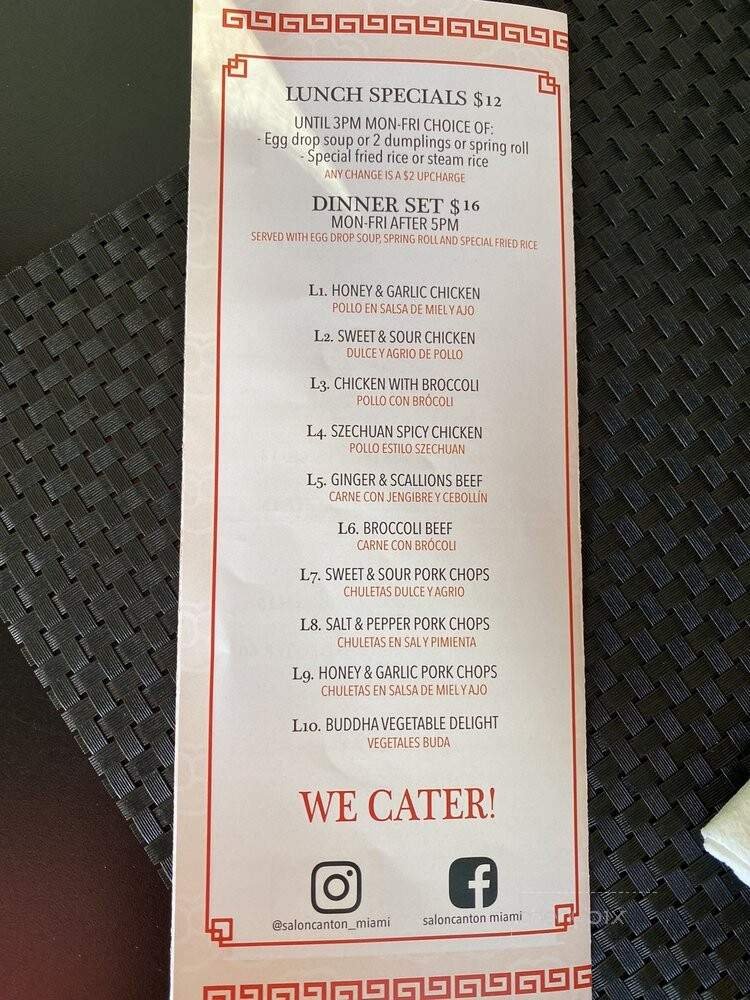 LUNCH SPECIALS $12
UNTIL 3PM MON-FRI CHOICE OF:
- Egg drop soup or 2 dumplings or spring roll
- Special fried rice or steam rice
ANY CHANGE IS A $2 UPCHARGE
DINNER SET $16
MON-FRI AFTER 5PM
SERVED WITH EGG DROP SOUP, SPRING ROLL AND SPECIAL FRIED RICE
L1. HONEY & GARLIC CHICKEN
POLLO EN SALSA DE MIEL Y AJO
L2. SWEET & SOUR CHICKEN
DULCE Y AGRIO DE POLLO
L3. CHICKEN WITH BROCCOLI
POLLO CON BRÓCOLI
L4. SZECHUAN SPICY CHICKEN
POLLO ESTILO SZECHUAN
L5. GINGER & SCALLIONS BEEF
CARNE CON JENGIBRE Y CEBOLLÍN
L6. BROCCOLI BEEF
CARNE CON BRÓCOLI
L7. SWEET & SOUR PORK CHOPS
CHULETAS DULCE Y AGRIO
L8. SALT & PEPPER PORK CHOPS
CHULETAS EN SAL Y PIMIENTA
L9. HONEY & GARLIC PORK CHOPS
CHULETAS EN SALSA DE MIEL Y AJO
L10. BUDDHA VEGETABLE DELIGHT
VEGETALES BUDA
WE CATER!
@saloncanton_miami
saloncanton miami